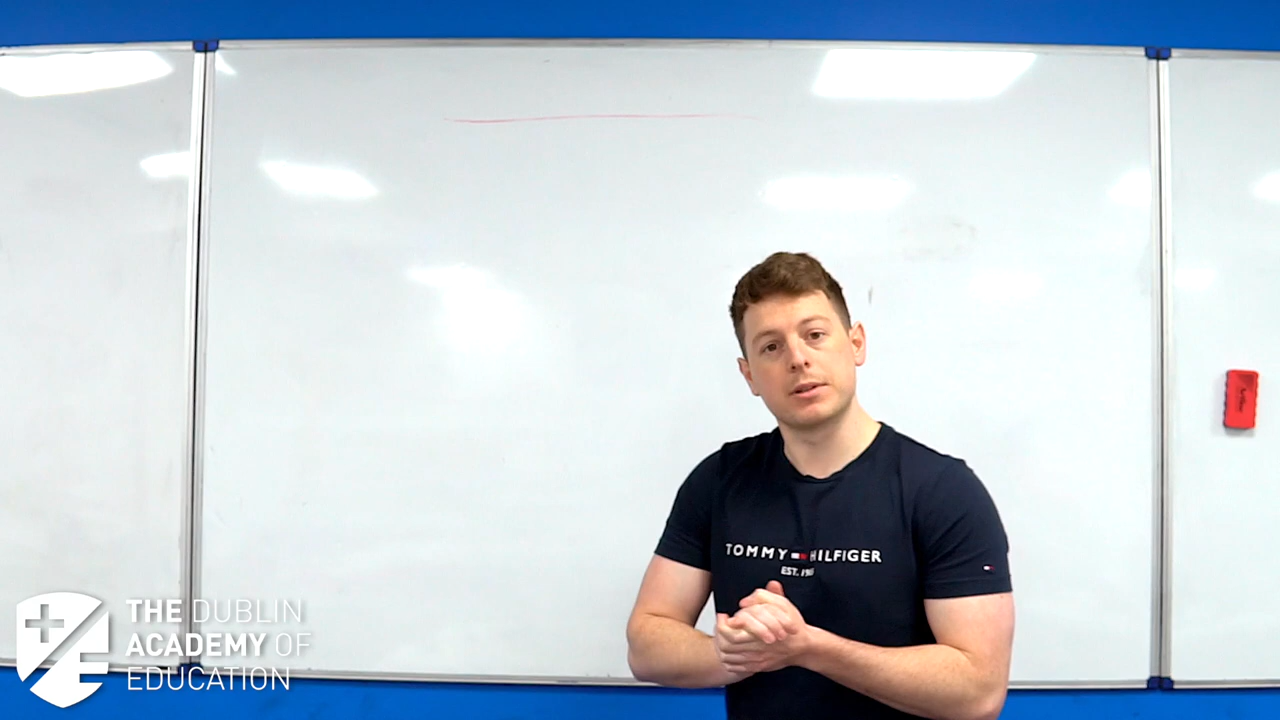 TOMMY HILFIGER
EST. 1985
THE DUBLIN
ACADEMY OF
EDUCATION